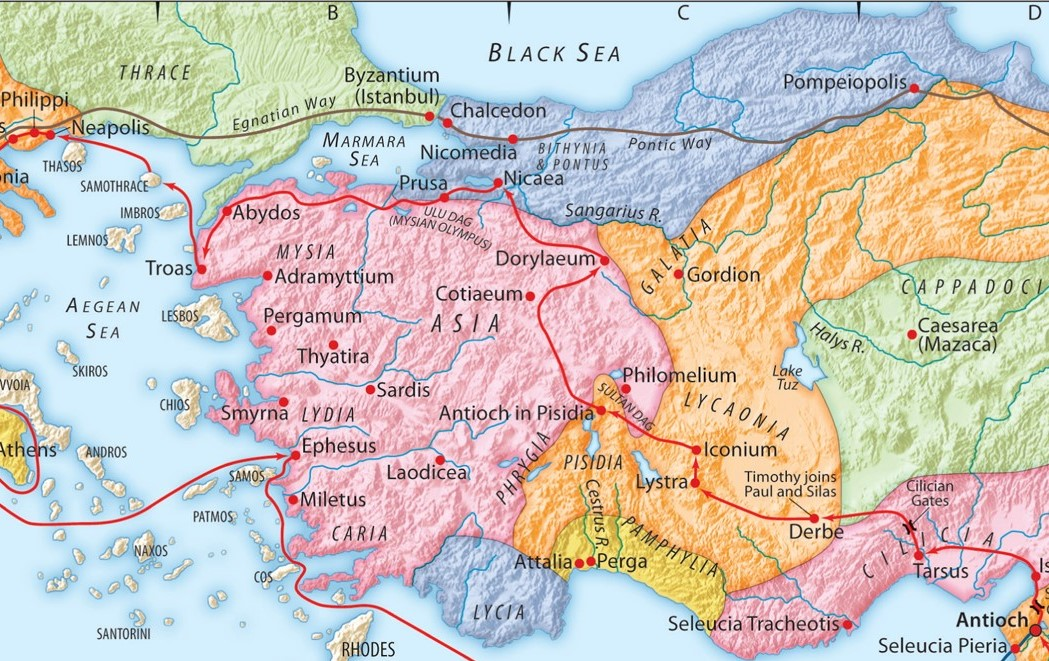 B
C
D
BLACK SEA
THRACE
Byzantium
(Istanbul)
Chalcedon
Pompeiopolis
Philippi
Neapolis
Egnatian Way
MARMARA
SEA
Nicomedia
BITHYNIA
& PONTUS
Pontic Way
THASOS
SAMOTHRACE
Prusa
Nicaea
IMBROS
Abydos
ULU DAG
(MYSIAN OLYMPUS)
Sangarius R.
LEMNOS
MYSIA
Dorylaeum
GALATIA
Troas
Adramyttium
Gordion
Cotiaeum
CAPPADOCI
AEGEAN
SEA
LESBOS
Pergamum
ASIA
Halys R.
Caesarea
(Mazaca)
Thyatira
SKIROS
Lake
Tuz
Philomelium
VVOIA
Sardis
SULTAN DAG
LYCAONIA
CHIOS
Smyrna
LYDIA
Antioch in Pisidia
Athens
ANDROS
Ephesus
PHRYGIA
Iconium
SAMOS
Laodicea
PISIDIA
Lystra
Timothy joins
Paul and Silas
Cilician
Gates
Miletus
Cestrus R.
PATMOS
CARIA
PAMPHYLIA
Derbe
CILICIA
NAXOS
Attalia
Perga
Tarsus
COS
LYCIA
Seleucia Tracheotis
Antioch
SANTORINI
RHODES
Seleucia Pieria